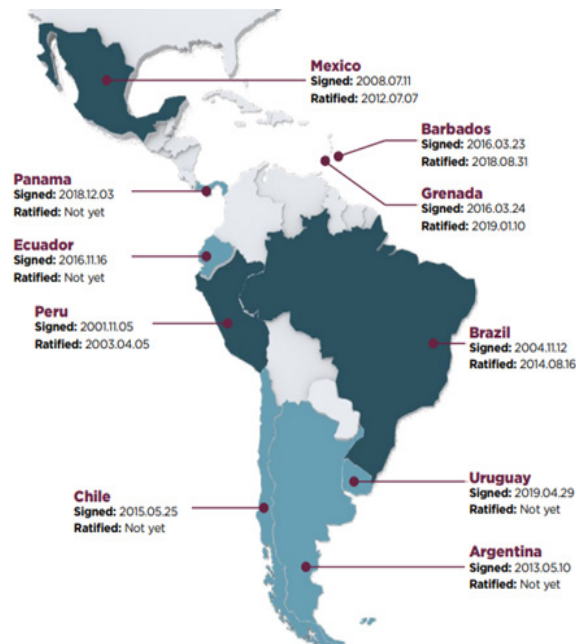 Mexico
Signed: 2008.07.11
Ratified: 2012.07.07
Barbados
Signed: 2016.03.23
Ratified: 2018.08.31
Grenada
Signed: 2016.03.24
Ratified: 2019.01.10
Panama
Signed: 2018.12.03
Ratified: Not yet
Ecuador
Signed: 2016.11.16
Ratified: Not yet
Peru
Signed: 2001.11.05
Ratified: 2003.04.05
Brazil
Signed: 2004.11.12
Ratified: 2014.08.16
Uruguay
Signed: 2019.04.29
Ratified: Not yet
Chile
Signed: 2015.05.25
Ratified: Not yet
Argentina
Signed: 2013.05.10
Ratified: Not yet